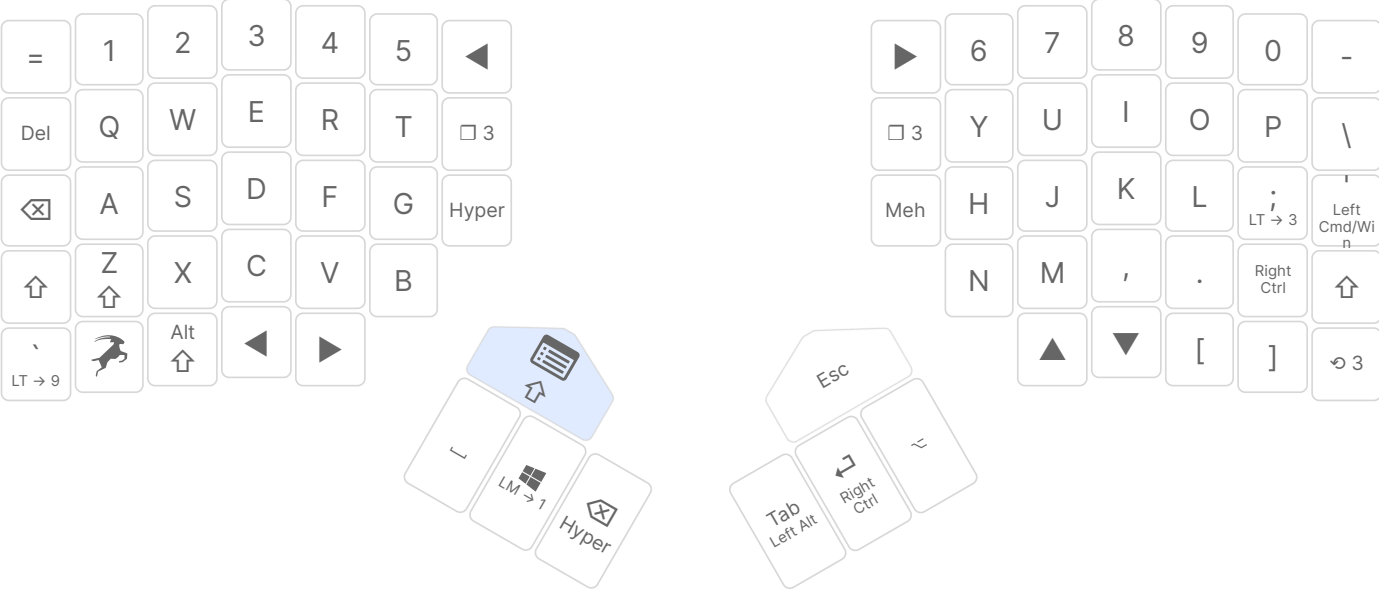 = 1 2 3 4 5 ◀ ▶ 6 7 8 9 0 -
Del Q W E R T ❐ 3 ❐ 3 Y U I O P \
⌫ A S D F G Hyper Meh H J K L ; '
LT → 3 Left
Cmd/Wi
n
⇧ Z X C V B N M , . Right ⇧
⇧ Ctrl
` Alt ◀ ▶ ▲ ▼ [ ] ⟲ 3
LT → 9 ⇧
⇧ Esc
⎵ LM → 1 ⌫
Hyper
Tab
Left Alt
Right
Ctrl
⌥